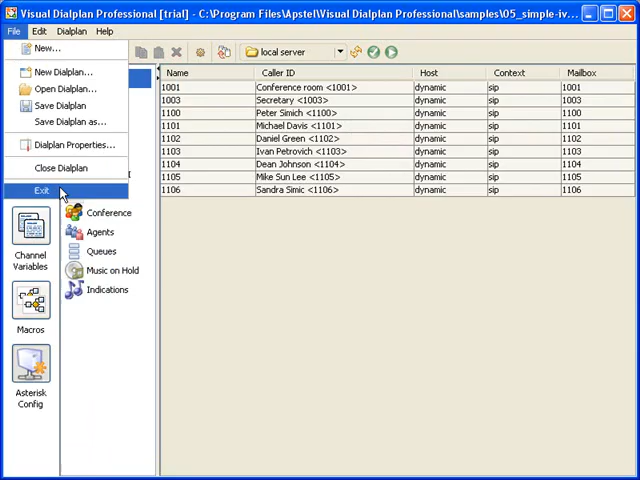 Visual Dialplan Professional [trial] - C:\Program Files\Apstel\Visual Dialplan Professional\samples\05_simple-iv...
File Edit Dialplan Help
New...
New Dialplan...
Open Dialplan...
Save Dialplan
Save Dialplan as...
Dialplan Properties...
Close Dialplan
Exit
local server
Channel
Variables
Macros
Asterisk
Config
Conference
Agents
Queues
Music on Hold
Indications
Name Caller ID Host Context Mailbox
1001 Conference room <1001> dynamic sip 1001
1003 Secretary <1003> dynamic sip 1003
1100 Peter Simich <1100> dynamic sip 1100
1101 Michael Davis <1101> dynamic sip 1101
1102 Daniel Green <1102> dynamic sip 1102
1103 Ivan Petrovich <1103> dynamic sip 1103
1104 Dean Johnson <1104> dynamic sip 1104
1105 Mike Sun Lee <1105> dynamic sip 1105
1106 Sandra Simic <1106> dynamic sip 1106